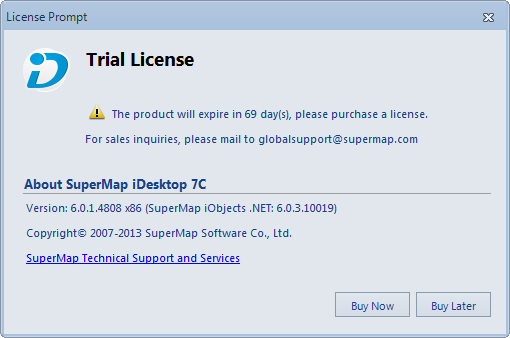 License Prompt
iD
Trial License
The product will expire in 69 day(s), please purchase a license.
For sales inquiries, please mail to globalsupport@supermap.com
About SuperMap iDesktop 7C
Version: 6.0.1.4808 x86 (SuperMap iObjects .NET: 6.0.3.10019)
Copyright© 2007-2013 SuperMap Software Co., Ltd.
SuperMap Technical Support and Services
Buy Now Buy Later